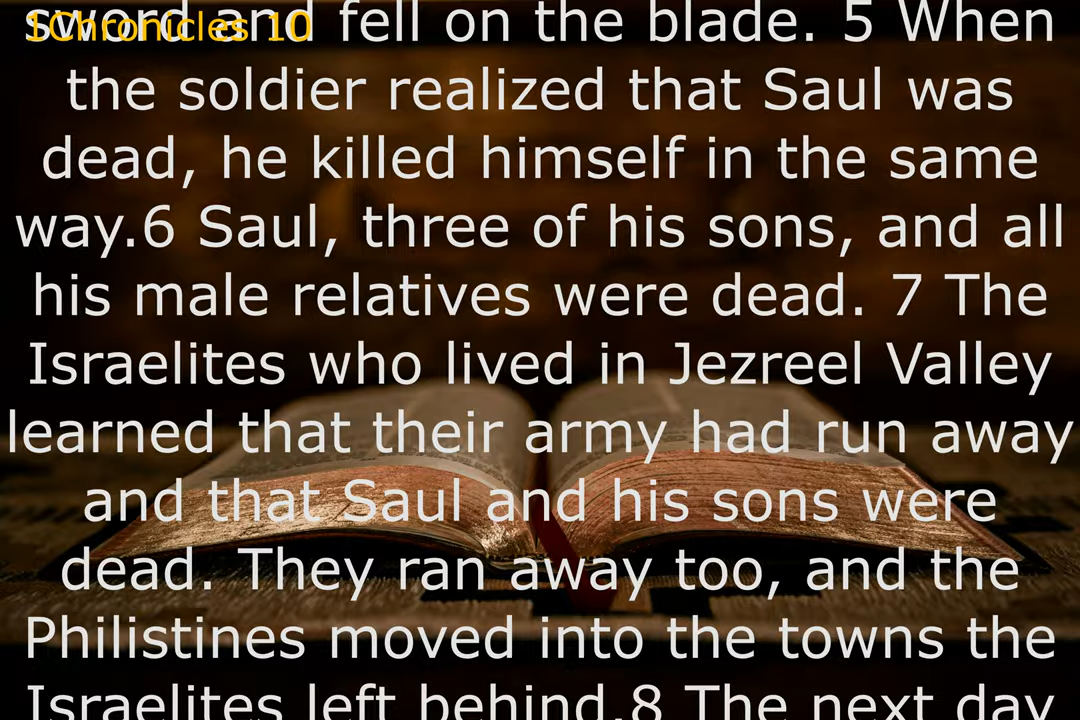 1Chronicles 10
sword and fell on the blade. 5 When
the soldier realized that Saul was
dead, he killed himself in the same
way.6 Saul, three of his sons, and all
his male relatives were dead. 7 The
Israelites who lived in Jezreel Valley
learned that their army had run away
and that Saul and his sons were
dead. They ran away too, and the
Philistines moved into the towns the
Israelites left behind.8 The next day